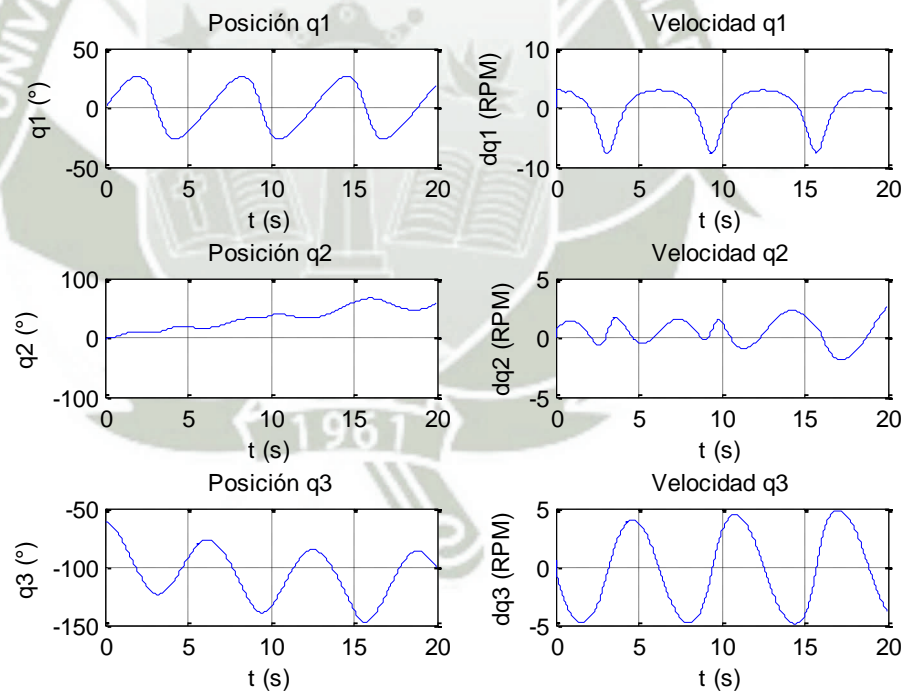 Posición q1
50
0
-50
q1 (°)
0 5 10 15 20
t (s)
Velocidad q1
10
0
-10
dq1 (RPM)
0 5 10 15 20
t (s)
Posición q2
100
0
-100
q2 (°)
0 5 10 15 20
t (s)
Velocidad q2
5
0
-5
dq2 (RPM)
0 5 10 15 20
t (s)
Posición q3
-50
-100
-150
q3 (°)
0 5 10 15 20
t (s)
Velocidad q3
5
0
-5
dq3 (RPM)
0 5 10 15 20
t (s)
1961